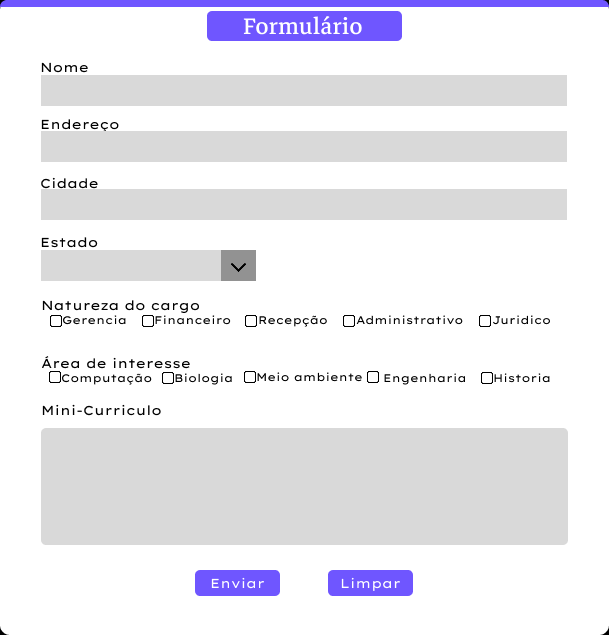 Formulário
Nome
Endereço
Cidade
Estado
Natureza do cargo
Gerencia Financeiro Recepção Administrativo Juridico
Área de interesse
Computação Biologia Meio ambiente Engenharia Historia
Mini-Curriculo
Enviar Limpar